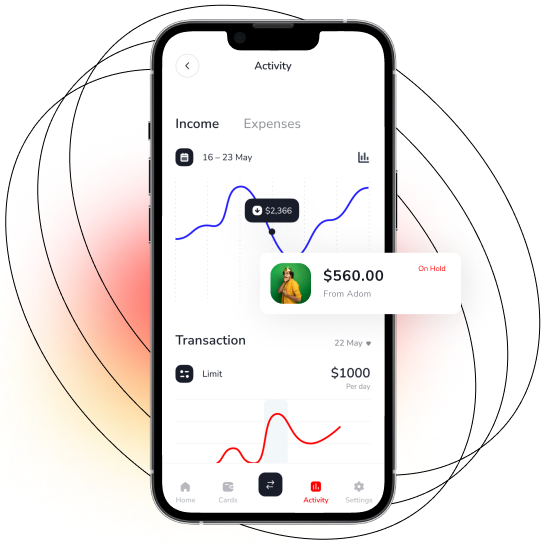 Activity
Income
Expenses
16 – 23 May
$2,366
$560.00
On Hold
From Adom
Transaction
22 May
Limit
$1000
Per day
Home
Cards
Activity
Settings